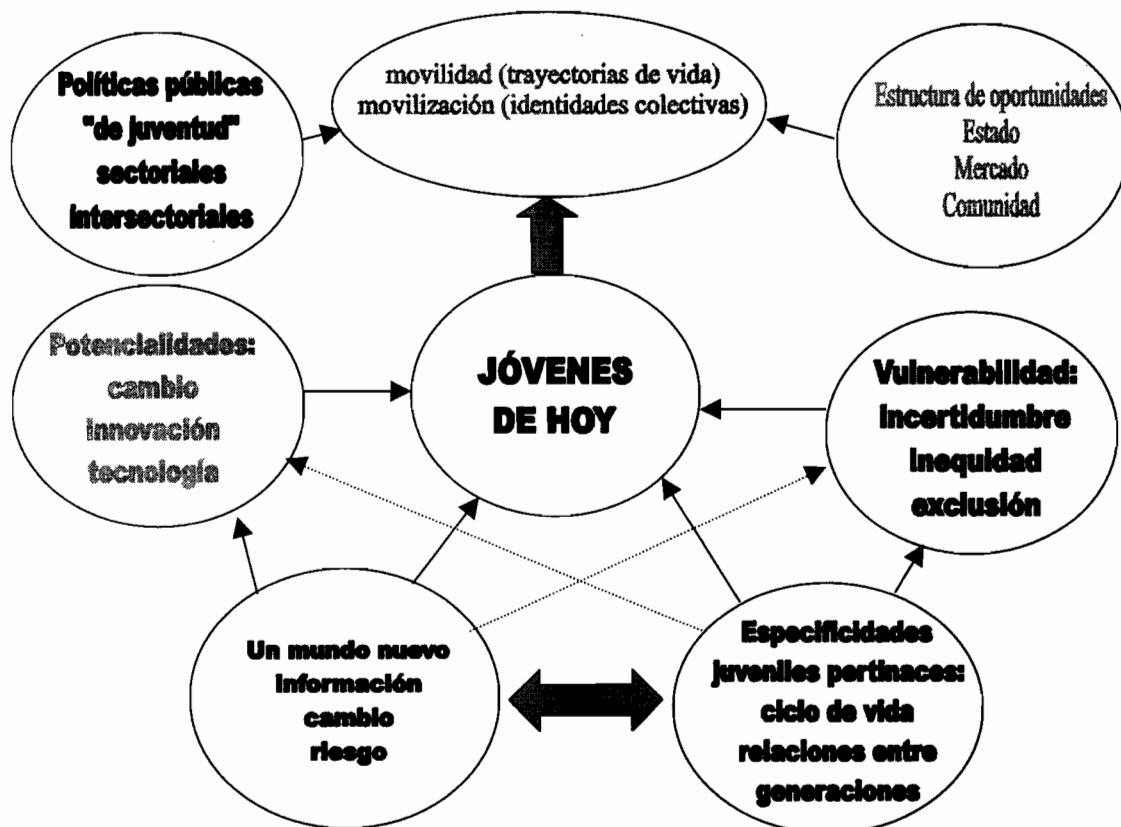 Políticas públicas
"de juventud"
sectoriales
intersectoriales
movilidad (trayectorias de vida)
movilización (identidades colectivas)
Estructura de oportunidades
Estado
Mercado
Comunidad
Potencialidades:
cambio
innovación
tecnología
JÓVENES
DE HOY
Vulnerabilidad:
incertidumbre
inequidad
exclusión
Un mundo nuevo
información
cambio
riesgo
Especificidades
juveniles pertinaces:
ciclo de vida
relaciones entre
generaciones